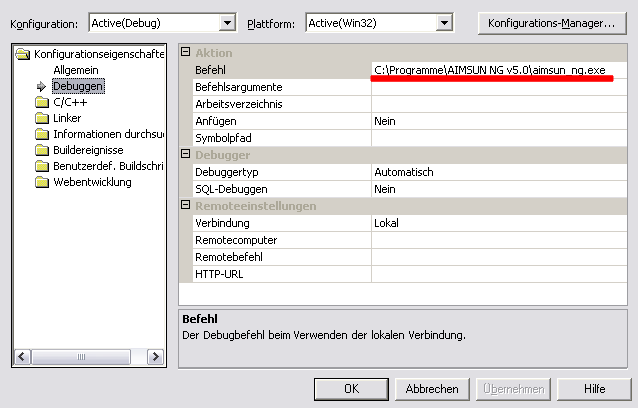 Konfiguration: Active(Debug) Plattform: Active(Win32) Konfigurations-Manager...
Konfigurationseigenschafte
Allgemein
Debuggen
C/C++
Linker
Informationen durchsu
Buildereignisse
Benutzerdef. Buildschri
Webentwicklung
Aktion
Befehl C:\Programme\AIMSUN NG v5.0\aimsun_ng.exe
Befehlsargumente
Arbeitsverzeichnis
Anfügen Nein
Symbolpfad
Debugger
Debuggertyp Automatisch
SQL-Debuggen Nein
Remoteeinstellungen
Verbindung Lokal
Remotecomputer
Remotebefehl
HTTP-URL
Befehl
Der Debugbefehl beim Verwenden der lokalen Verbindung.
OK Abbrechen Übernehmen Hilfe